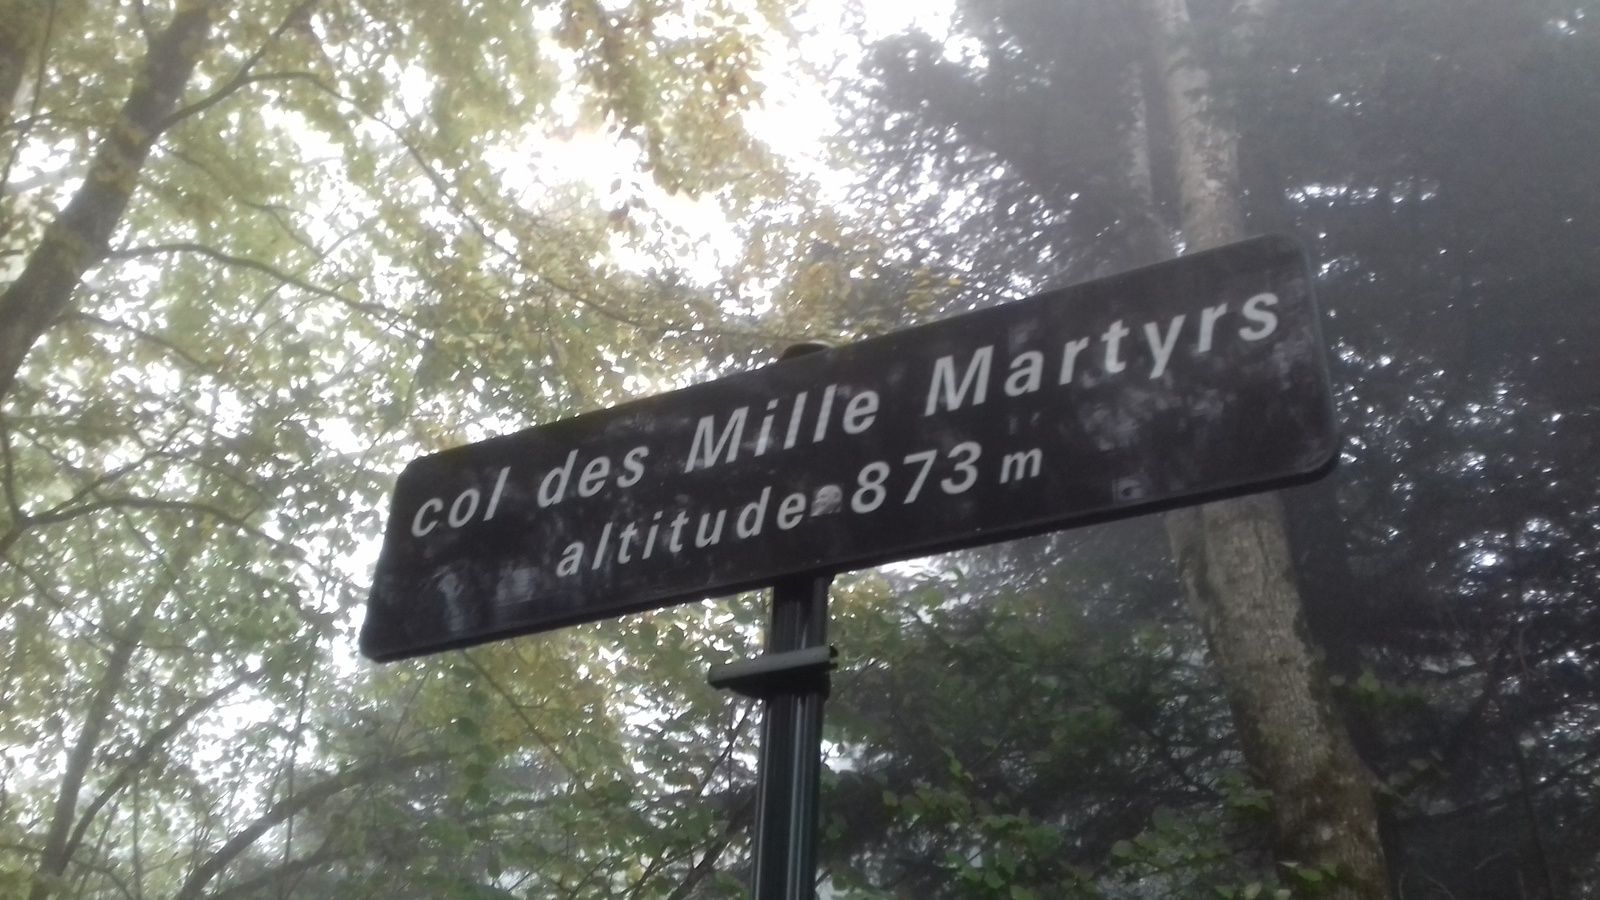 col des Mille Martyrs
altitude 873 m